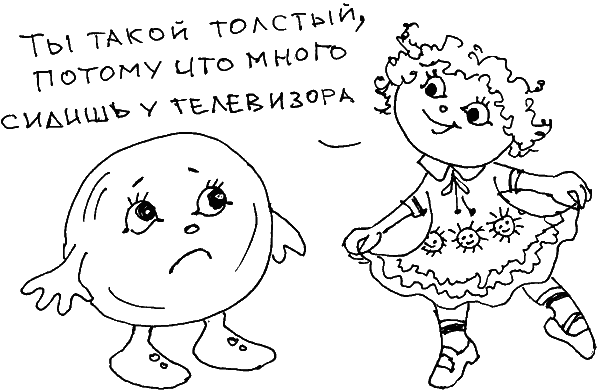 ТЫ ТАКОЙ ТОЛСТЫЙ,
ПОТОМУ ЧТО МНОГО
СИДИШЬ У ТЕЛЕВИЗОРА